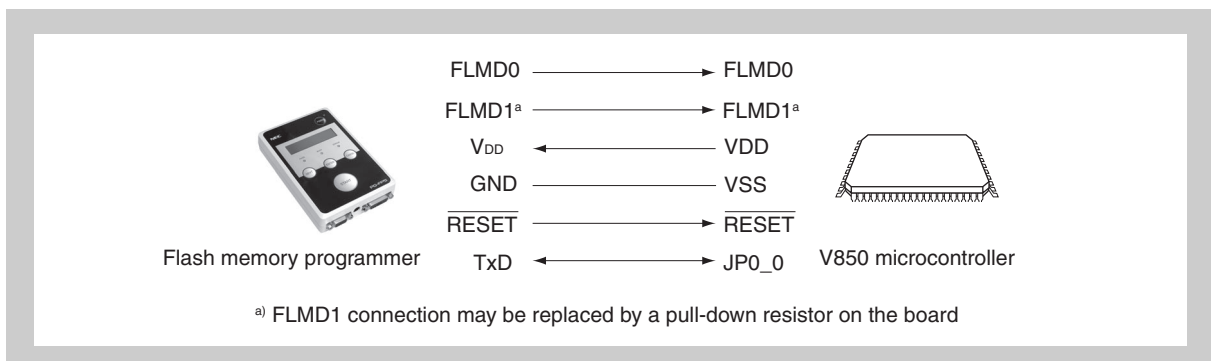 FLMD0 FLMD0
FLMD1ᵃ FLMD1ᵃ
NEC
VDD VDD
GND VSS
RESET RESET
Flash memory programmer TxD JP0_0 V850 microcontroller
ᵃ⁾ FLMD1 connection may be replaced by a pull-down resistor on the board